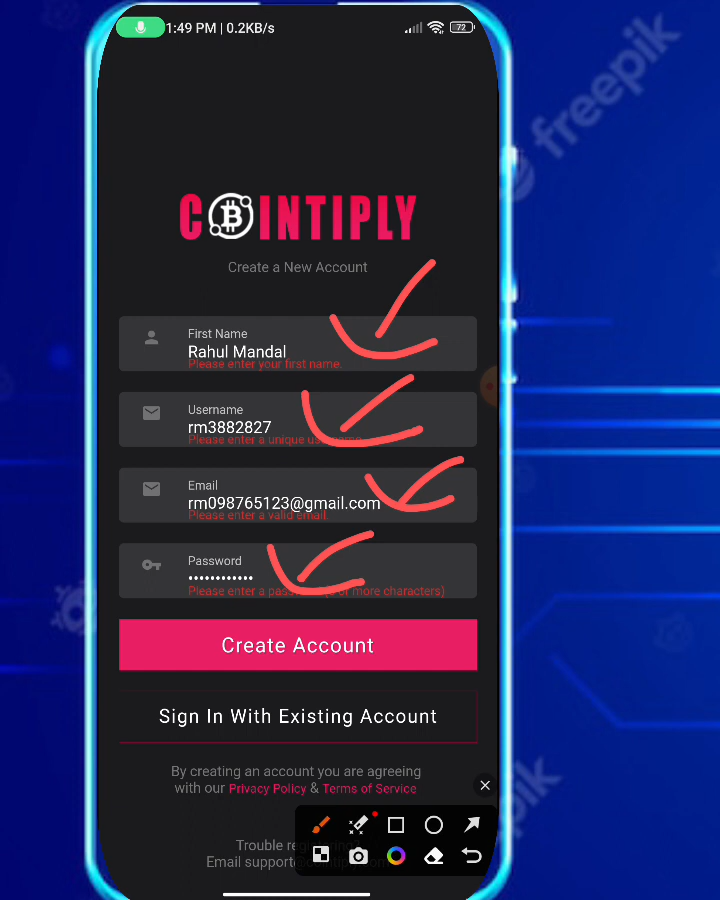 1:49 PM | 0.2KB/s
72
freepik
COINTIPLY
Create a New Account
First Name
Rahul Mandal
Please enter your first name.
Username
rm3882827
Please enter a unique username
Email
rm098765123@gmail.com
Please enter a valid email.
Password
Please enter a password (8 or more characters)
Create Account
Sign In With Existing Account
By creating an account you are agreeing
with our Privacy Policy & Terms of Service
Trouble
Email support